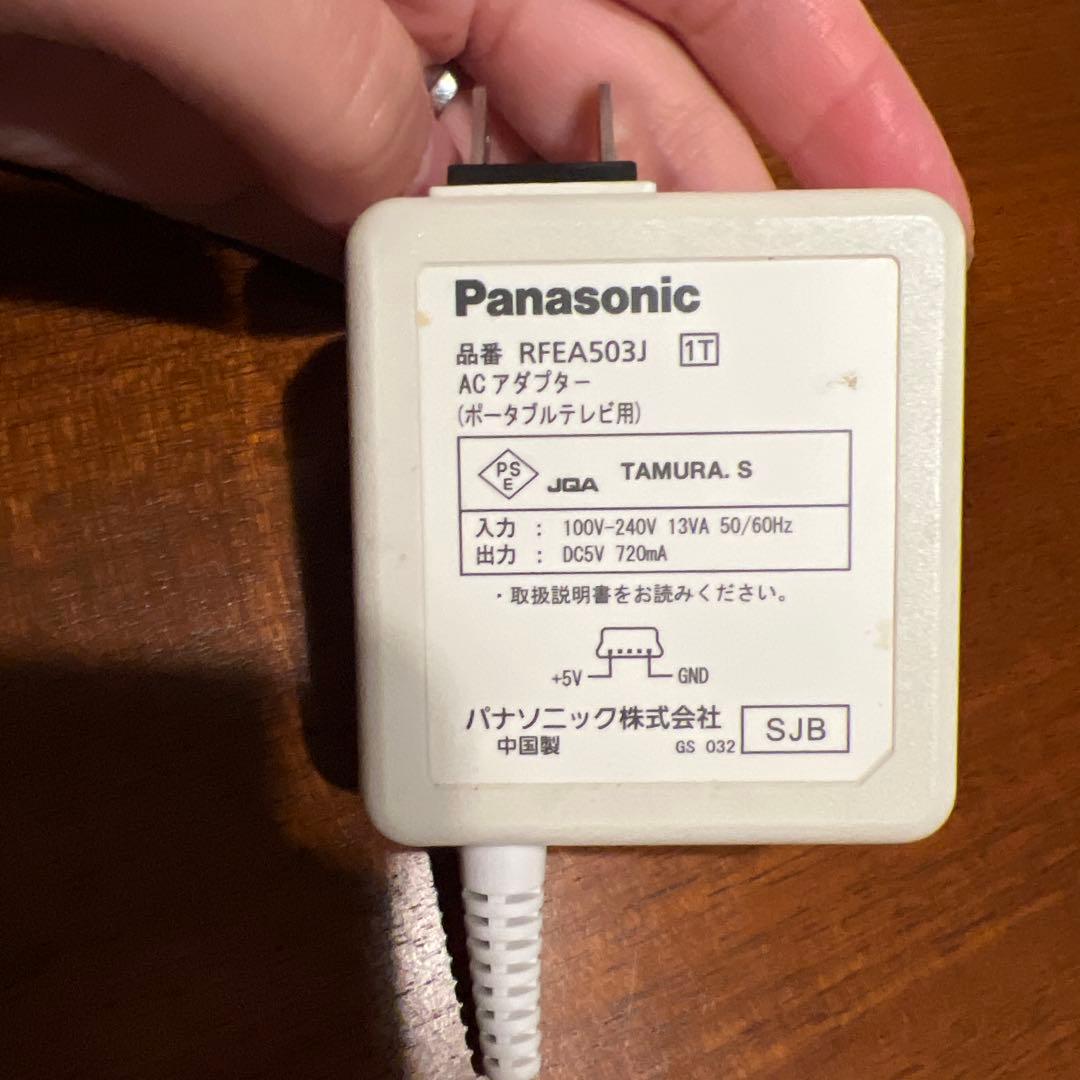 Panasonic
品番 RFEA503J 1T
ACアダプター
(ポータブルテレビ用)
PSE JQA TAMURA. S
入力 : 100V-240V 13VA 50/60Hz
出力 : DC5V 720mA
・取扱説明書をお読みください。
+5V GND
パナソニック株式会社
中国製 GS 032 SJB